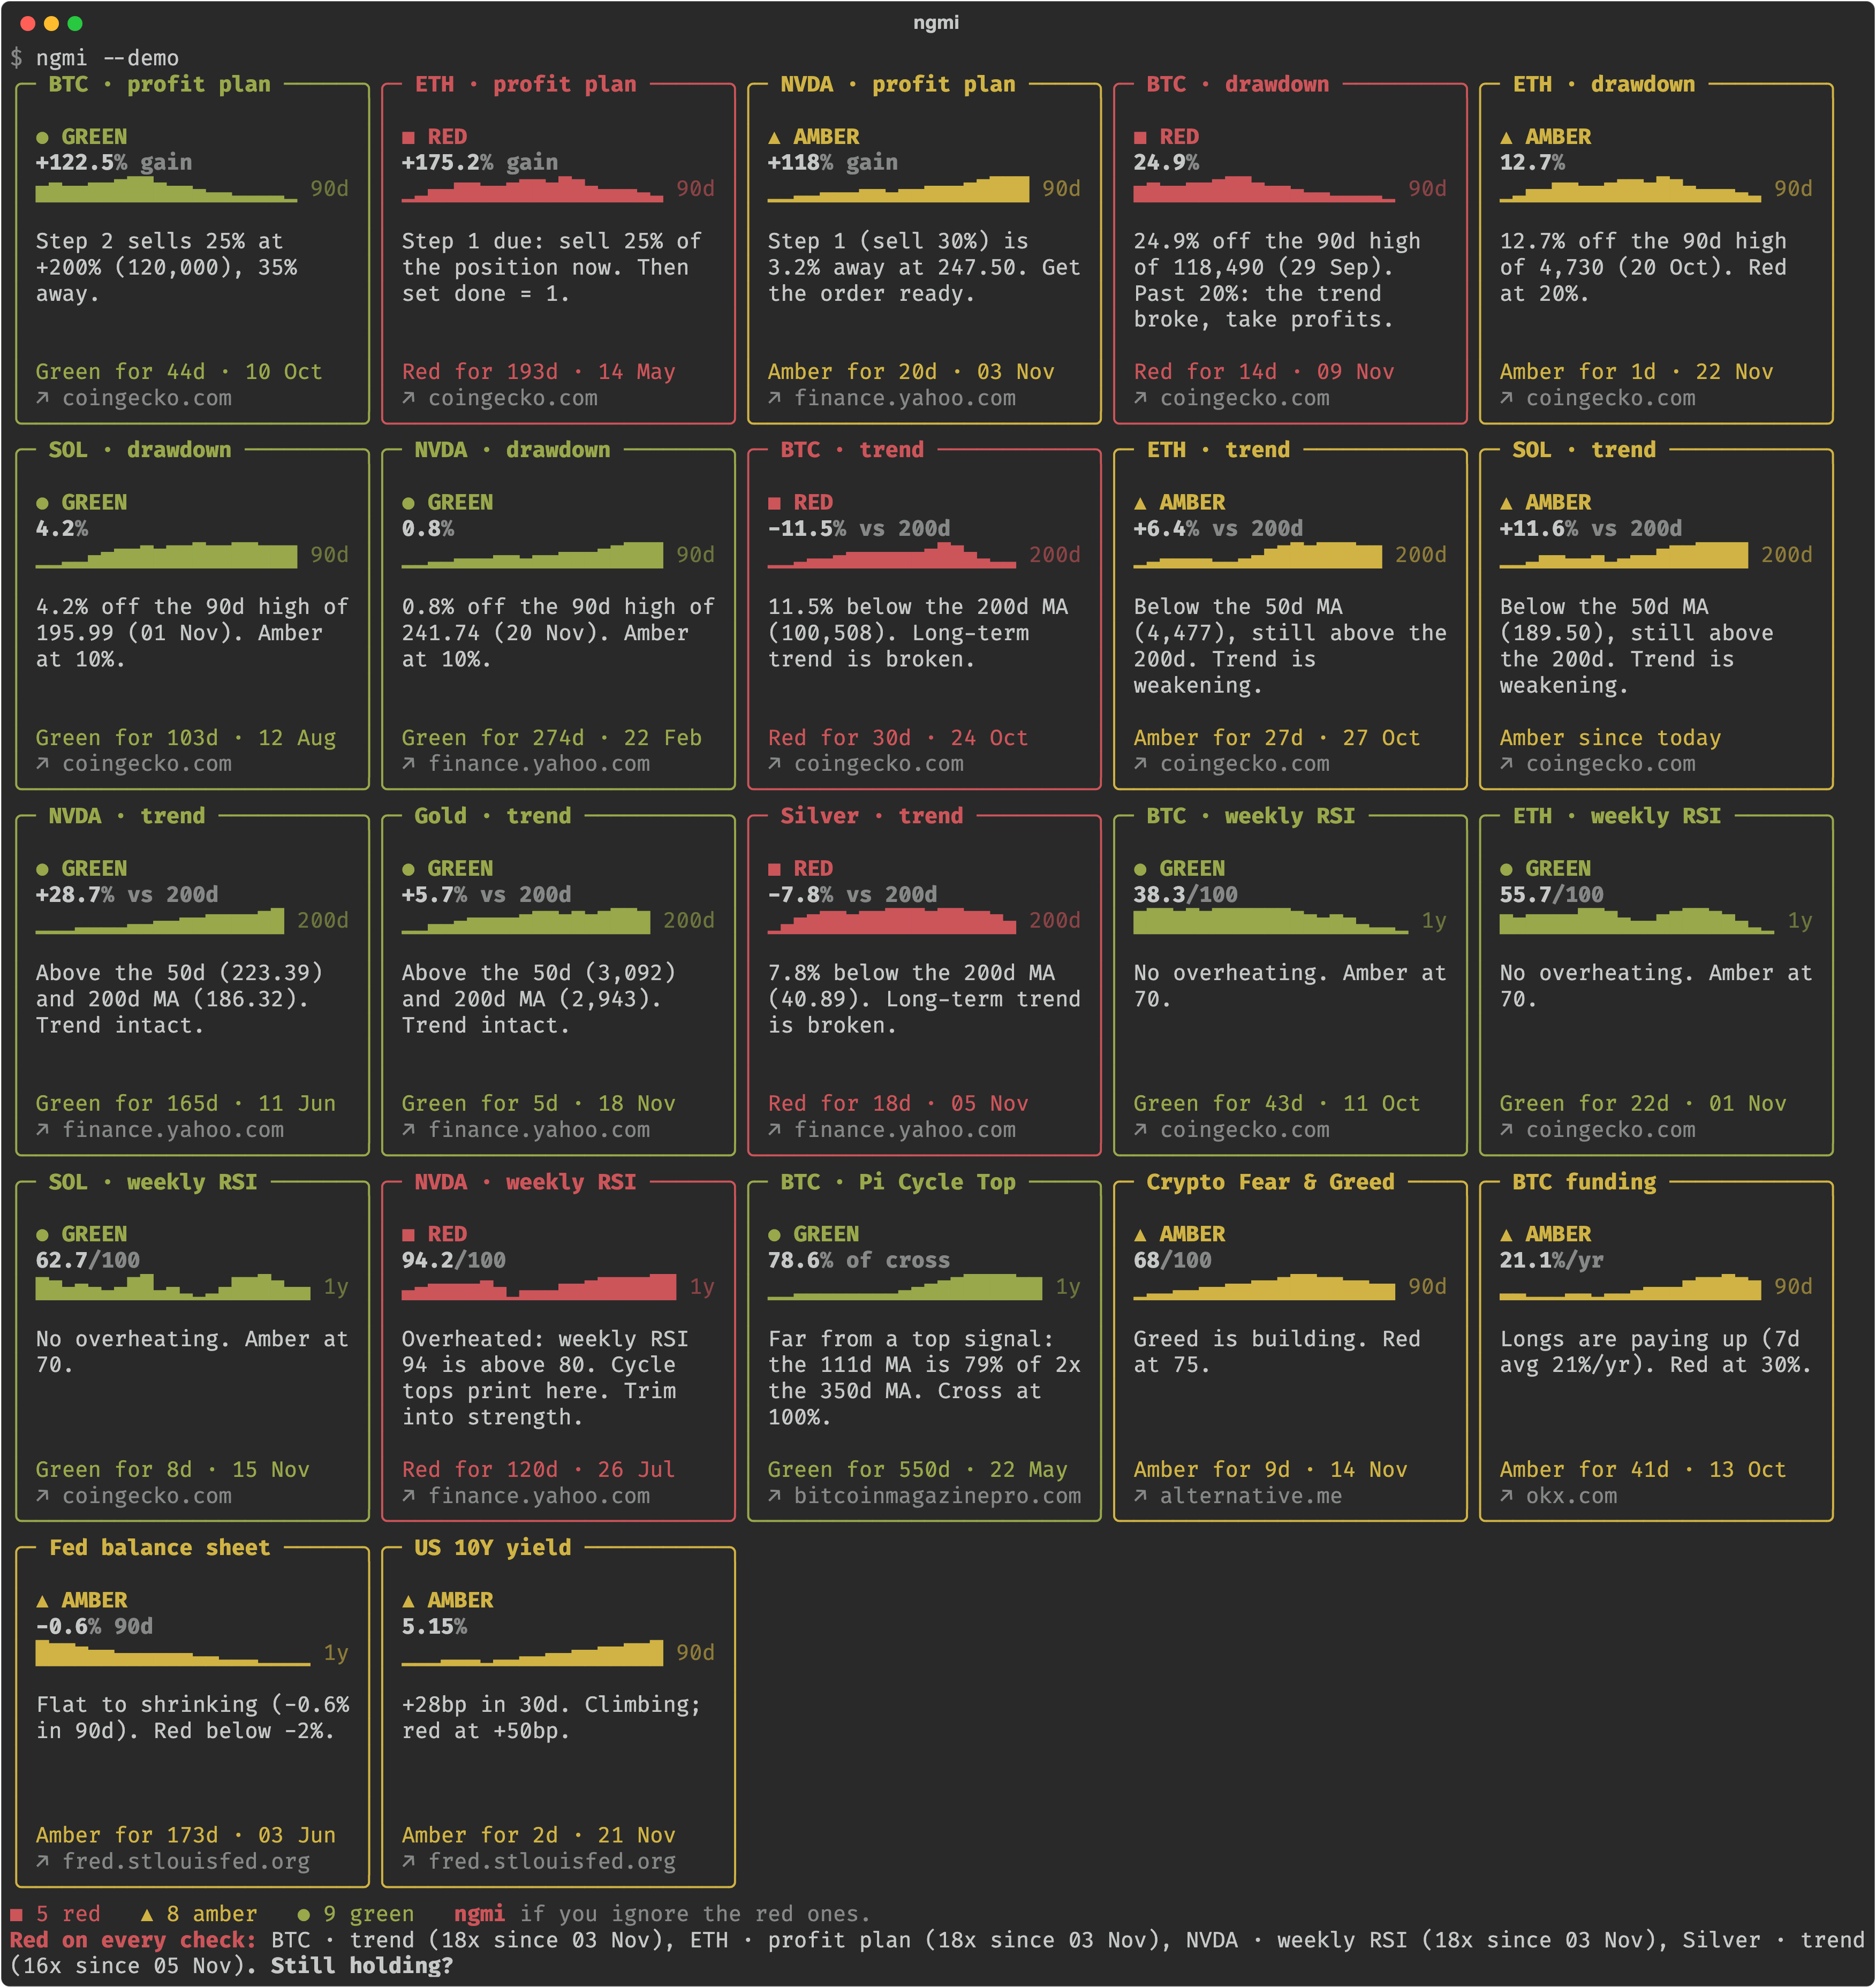 ngmi
$ ngmi --demo
BTC · profit plan
● GREEN
+122.5% gain
90d
Step 2 sells 25% at
+200% (120,000), 35%
away.
Green for 44d · 10 Oct
↗ coingecko.com
ETH · profit plan
■ RED
+175.2% gain
90d
Step 1 due: sell 25% of
the position now. Then
set done = 1.
Red for 193d · 14 May
↗ coingecko.com
NVDA · profit plan
▲ AMBER
+118% gain
90d
Step 1 (sell 30%) is
3.2% away at 247.50. Get
the order ready.
Amber for 20d · 03 Nov
↗ finance.yahoo.com
BTC · drawdown
■ RED
24.9%
90d
24.9% off the 90d high
of 118,490 (29 Sep).
Past 20%: the trend
broke, take profits.
Red for 14d · 09 Nov
↗ coingecko.com
ETH · drawdown
▲ AMBER
12.7%
90d
12.7% off the 90d high
of 4,730 (20 Oct). Red
at 20%.
Amber for 1d · 22 Nov
↗ coingecko.com
SOL · drawdown
● GREEN
4.2%
90d
4.2% off the 90d high of
195.99 (01 Nov). Amber
at 10%.
Green for 103d · 12 Aug
↗ coingecko.com
NVDA · drawdown
● GREEN
0.8%
90d
0.8% off the 90d high of
241.74 (20 Nov). Amber
at 10%.
Green for 274d · 22 Feb
↗ finance.yahoo.com
BTC · trend
■ RED
-11.5% vs 200d
200d
11.5% below the 200d MA
(100,508). Long-term
trend is broken.
Red for 30d · 24 Oct
↗ coingecko.com
ETH · trend
▲ AMBER
+6.4% vs 200d
200d
Below the 50d MA
(4,477), still above the
200d. Trend is
weakening.
Amber for 27d · 27 Oct
↗ coingecko.com
SOL · trend
▲ AMBER
+11.6% vs 200d
200d
Below the 50d MA
(189.50), still above
the 200d. Trend is
weakening.
Amber since today
↗ coingecko.com
NVDA · trend
● GREEN
+28.7% vs 200d
200d
Above the 50d (223.39)
and 200d MA (186.32).
Trend intact.
Green for 165d · 11 Jun
↗ finance.yahoo.com
Gold · trend
● GREEN
+5.7% vs 200d
200d
Above the 50d (3,092)
and 200d MA (2,943).
Trend intact.
Green for 5d · 18 Nov
↗ finance.yahoo.com
Silver · trend
■ RED
-7.8% vs 200d
200d
7.8% below the 200d MA
(40.89). Long-term trend
is broken.
Red for 18d · 05 Nov
↗ finance.yahoo.com
BTC · weekly RSI
● GREEN
38.3/100
1y
No overheating. Amber at
70.
Green for 43d · 11 Oct
↗ coingecko.com
ETH · weekly RSI
● GREEN
55.7/100
1y
No overheating. Amber at
70.
Green for 22d · 01 Nov
↗ coingecko.com
SOL · weekly RSI
● GREEN
62.7/100
1y
No overheating. Amber at
70.
Green for 8d · 15 Nov
↗ coingecko.com
NVDA · weekly RSI
■ RED
94.2/100
1y
Overheated: weekly RSI
94 is above 80. Cycle
tops print here. Trim
into strength.
Red for 120d · 26 Jul
↗ finance.yahoo.com
BTC · Pi Cycle Top
● GREEN
78.6% of cross
1y
Far from a top signal:
the 111d MA is 79% of 2x
the 350d MA. Cross at
100%.
Green for 550d · 22 May
↗ bitcoinmagazinepro.com
Crypto Fear & Greed
▲ AMBER
68/100
90d
Greed is building. Red
at 75.
Amber for 9d · 14 Nov
↗ alternative.me
BTC funding
▲ AMBER
21.1%/yr
90d
Longs are paying up (7d
avg 21%/yr). Red at 30%.
Amber for 41d · 13 Oct
↗ okx.com
Fed balance sheet
▲ AMBER
-0.6% 90d
1y
Flat to shrinking (-0.6%
in 90d). Red below -2%.
Amber for 173d · 03 Jun
↗ fred.stlouisfed.org
US 10Y yield
▲ AMBER
5.15%
90d
+28bp in 30d. Climbing;
red at +50bp.
Amber for 2d · 21 Nov
↗ fred.stlouisfed.org
■ 5 red ▲ 8 amber ● 9 green ngmi if you ignore the red ones.
Red on every check: BTC · trend (18x since 03 Nov), ETH · profit plan (18x since 03 Nov), NVDA · weekly RSI (18x since 03 Nov), Silver · trend
(16x since 05 Nov). Still holding?